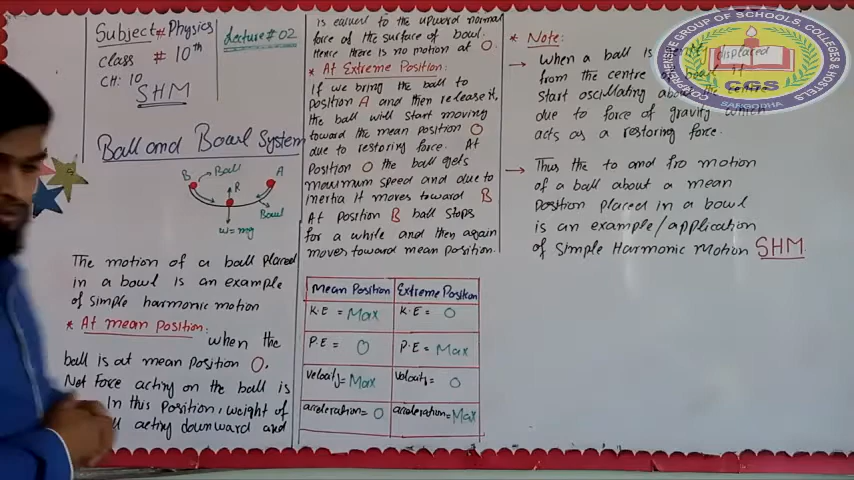 Subject # Physics
class # 10th
CH: 10
SHM
Lecture # 02
Ball and Bowl System
B
Ball
A
R
Bowl
w = mg
The motion of a ball placed
in a bowl is an example
of simple harmonic motion
* At mean position:
when the
ball is at mean position O.
Net Force acting on the ball is
In this position, weight of
acting downward and
is equal to the upward normal
force of the surface of bowl.
Hence there is no motion at O.
* At Extreme Position:
If we bring the ball to
position A and then release it,
the ball will start moving
toward the mean position O
due to restoring force. At
Position O the ball gets
maximum speed and due to
inertia it moves toward B
At position B ball stops
for a while and then again
moves toward mean position
Mean Position Extreme Position
K.E = Max K.E = O
P.E = O P.E = Max
velocity = Max velocity = O
acceleration = O acceleration = Max
* Note:
→ When a ball is displaced
from the centre
start oscillating
due to force of gravity which
acts as a restoring force.
→ Thus the to and fro motion
of a ball about a mean
Position placed in a bowl
is an example/application
of Simple Harmonic Motion SHM
COMPREHENSIVE GROUP OF SCHOOLS, COLLEGES & HOSTELS
CGS
SARGODHA